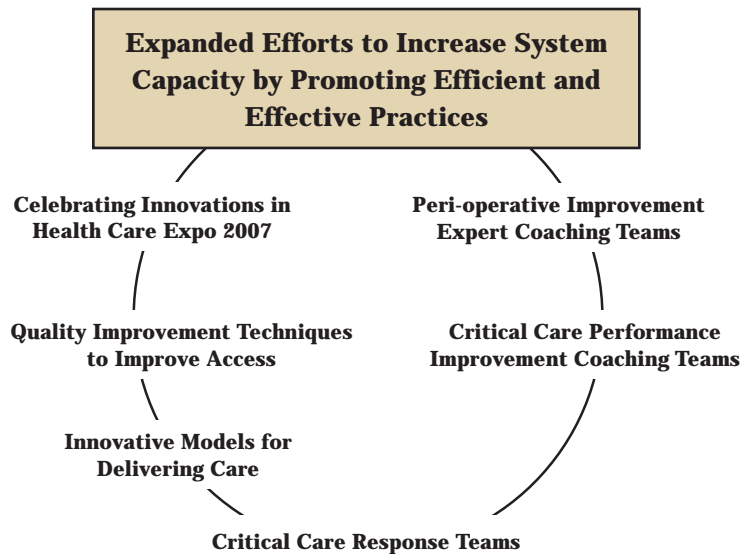 Expanded Efforts to Increase System
Capacity by Promoting Efficient and
Effective Practices
Celebrating Innovations in
Health Care Expo 2007
Peri-operative Improvement
Expert Coaching Teams
Quality Improvement Techniques
to Improve Access
Critical Care Performance
Improvement Coaching Teams
Innovative Models for
Delivering Care
Critical Care Response Teams